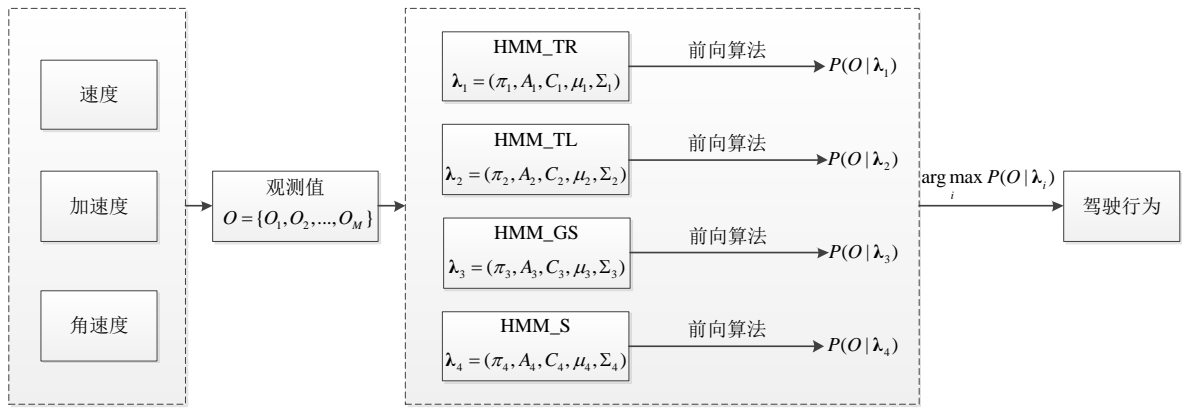 速度
加速度
角速度
观测值
O = {O₁, O₂, ..., O_M}
HMM_TR
λ₁ = (π₁, A₁, C₁, μ₁, Σ₁)
前向算法
P(O | λ₁)
HMM_TL
λ₂ = (π₂, A₂, C₂, μ₂, Σ₂)
前向算法
P(O | λ₂)
HMM_GS
λ₃ = (π₃, A₃, C₃, μ₃, Σ₃)
前向算法
P(O | λ₃)
HMM_S
λ₄ = (π₄, A₄, C₄, μ₄, Σ₄)
前向算法
P(O | λ₄)
arg max P(O | λᵢ)
i
驾驶行为